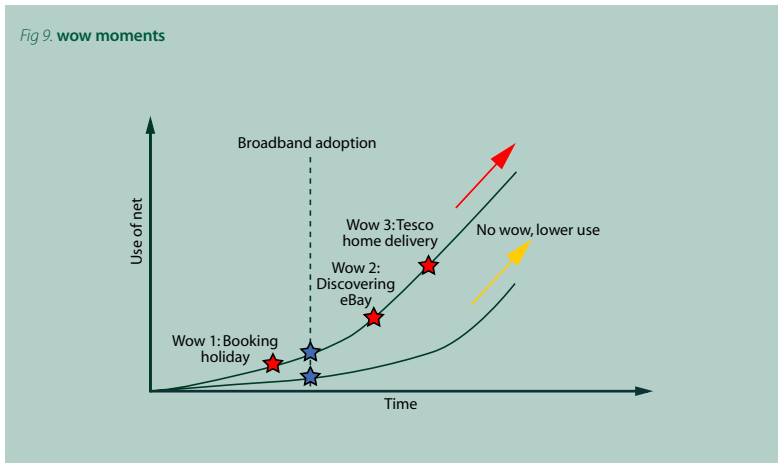 Fig 9. wow moments
Broadband adoption
Use of net
Wow 3: Tesco
home delivery
No wow, lower use
Wow 2:
Discovering
eBay
Wow 1: Booking
holiday
Time